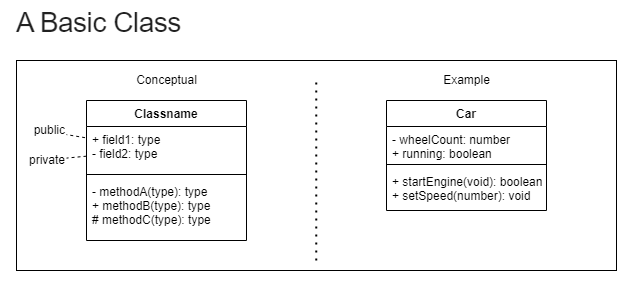 A Basic Class
Conceptual
Classname
public
+ field1: type
private
- field2: type
- methodA(type): type
+ methodB(type): type
# methodC(type): type
Example
Car
- wheelCount: number
+ running: boolean
+ startEngine(void): boolean
+ setSpeed(number): void